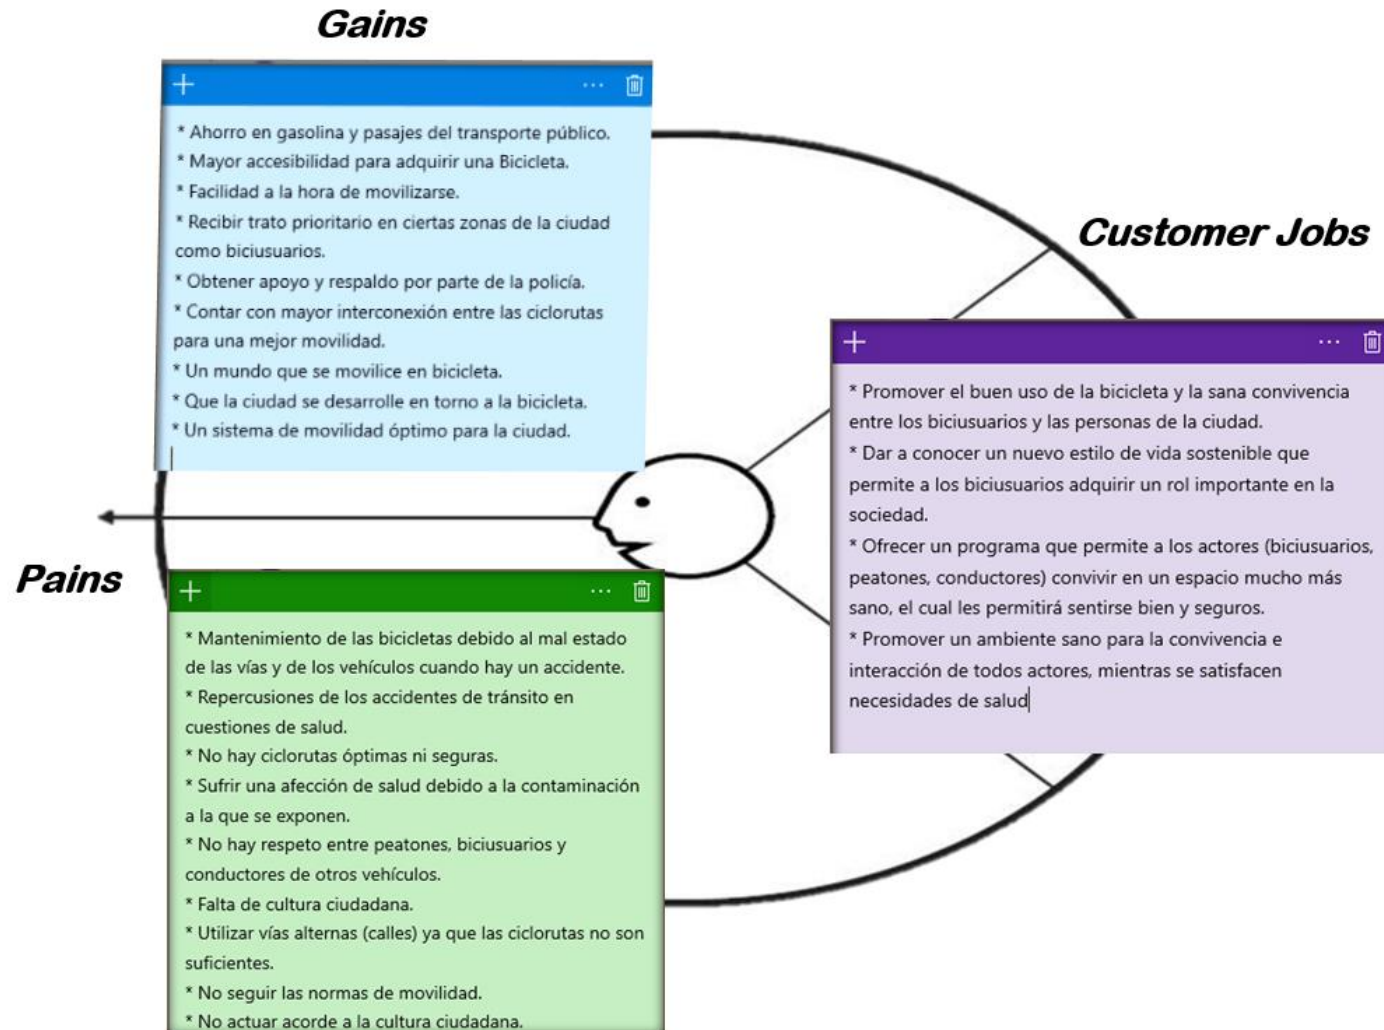 Gains
* Ahorro en gasolina y pasajes del transporte público.
* Mayor accesibilidad para adquirir una Bicicleta.
* Facilidad a la hora de movilizarse.
* Recibir trato prioritario en ciertas zonas de la ciudad
como biciusuarios.
* Obtener apoyo y respaldo por parte de la policía.
* Contar con mayor interconexión entre las ciclorutas
para una mejor movilidad.
* Un mundo que se movilice en bicicleta.
* Que la ciudad se desarrolle en torno a la bicicleta.
* Un sistema de movilidad óptimo para la ciudad.
Customer Jobs
* Promover el buen uso de la bicicleta y la sana convivencia
entre los biciusuarios y las personas de la ciudad.
* Dar a conocer un nuevo estilo de vida sostenible que
permite a los biciusuarios adquirir un rol importante en la
sociedad.
* Ofrecer un programa que permite a los actores (biciusuarios,
peatones, conductores) convivir en un espacio mucho más
sano, el cual les permitirá sentirse bien y seguros.
* Promover un ambiente sano para la convivencia e
interacción de todos actores, mientras se satisfacen
necesidades de salud
Pains
* Mantenimiento de las bicicletas debido al mal estado
de las vías y de los vehículos cuando hay un accidente.
* Repercusiones de los accidentes de tránsito en
cuestiones de salud.
* No hay ciclorutas óptimas ni seguras.
* Sufrir una afección de salud debido a la contaminación
a la que se exponen.
* No hay respeto entre peatones, biciusuarios y
conductores de otros vehículos.
* Falta de cultura ciudadana.
* Utilizar vías alternas (calles) ya que las ciclorutas no son
suficientes.
* No seguir las normas de movilidad.
* No actuar acorde a la cultura ciudadana.